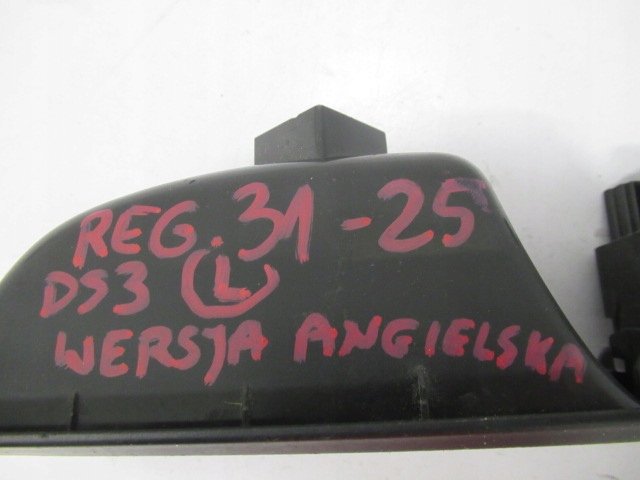 REG.31-25
DS3 (L)
WERSJA ANGIELSKA